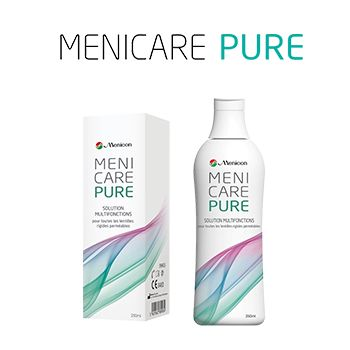 MENICARE PURE
Menicon
MENI
CARE
PURE
SOLUTION
MULTIFONCTIONS
pour toutes les lentilles
rigides perméables
250ml
Menicon
MENI
CARE
PURE
SOLUTION MULTIFONCTIONS
pour toutes les lentilles rigides perméables
250ml